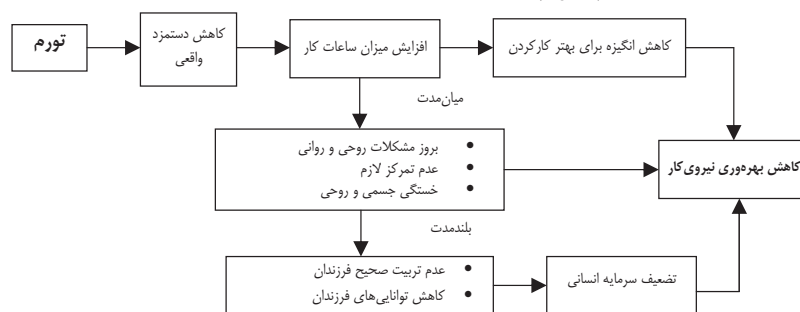 تورم
کاهش دستمزد
واقعی
افزایش میزان ساعات کار
کاهش انگیزه برای بهتر کارکردن
میان‌مدت
• بروز مشکلات روحی و روانی
• عدم تمرکز لازم
• خستگی جسمی و روحی
کاهش بهره‌وری نیروی‌کار
بلندمدت
• عدم تربیت صحیح فرزندان
• کاهش توانایی‌های فرزندان
تضعیف سرمایه انسانی